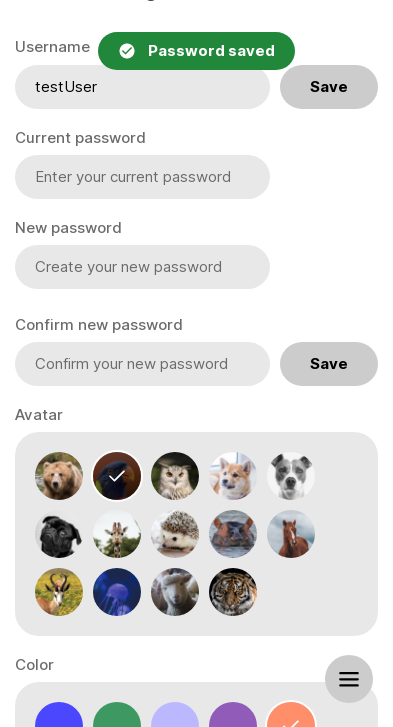 Username
Password saved
testUser
Save
Current password
Enter your current password
New password
Create your new password
Confirm new password
Confirm your new password
Save
Avatar
Color